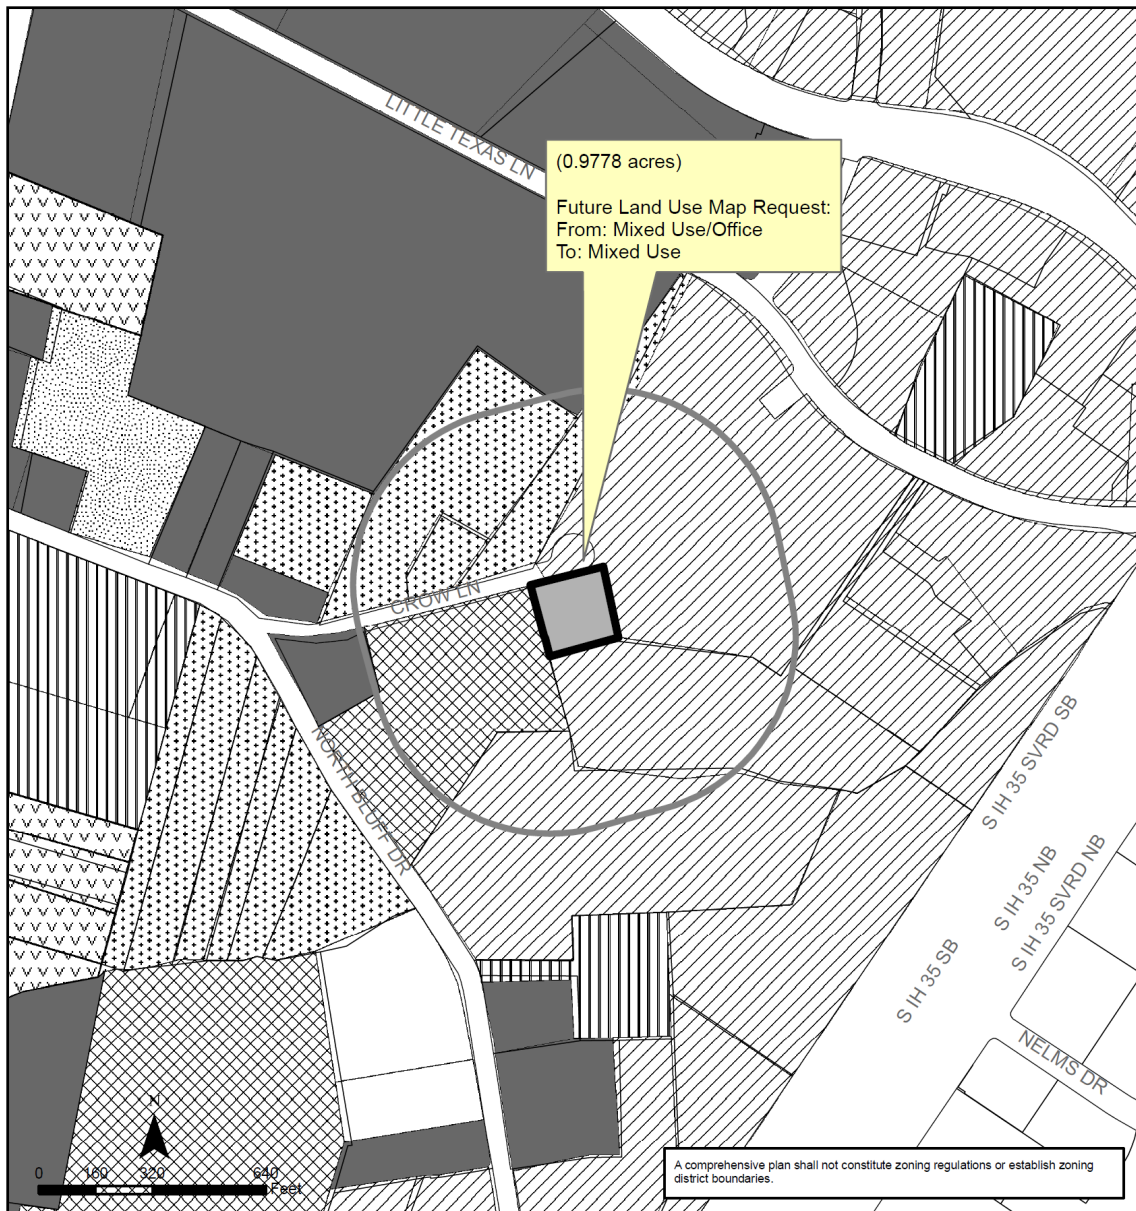 LITTLE TEXAS LN
(0.9778 acres)
Future Land Use Map Request:
From: Mixed Use/Office
To: Mixed Use
CROW LN
NORTH BLUFF DR
S IH 35 SVRD SB
S IH 35 NB
S IH 35 SVRD NB
S IH 35 SB
NELMS DR
N
0 160 320 640
Feet
A comprehensive plan shall not constitute zoning regulations or establish zoning
district boundaries.